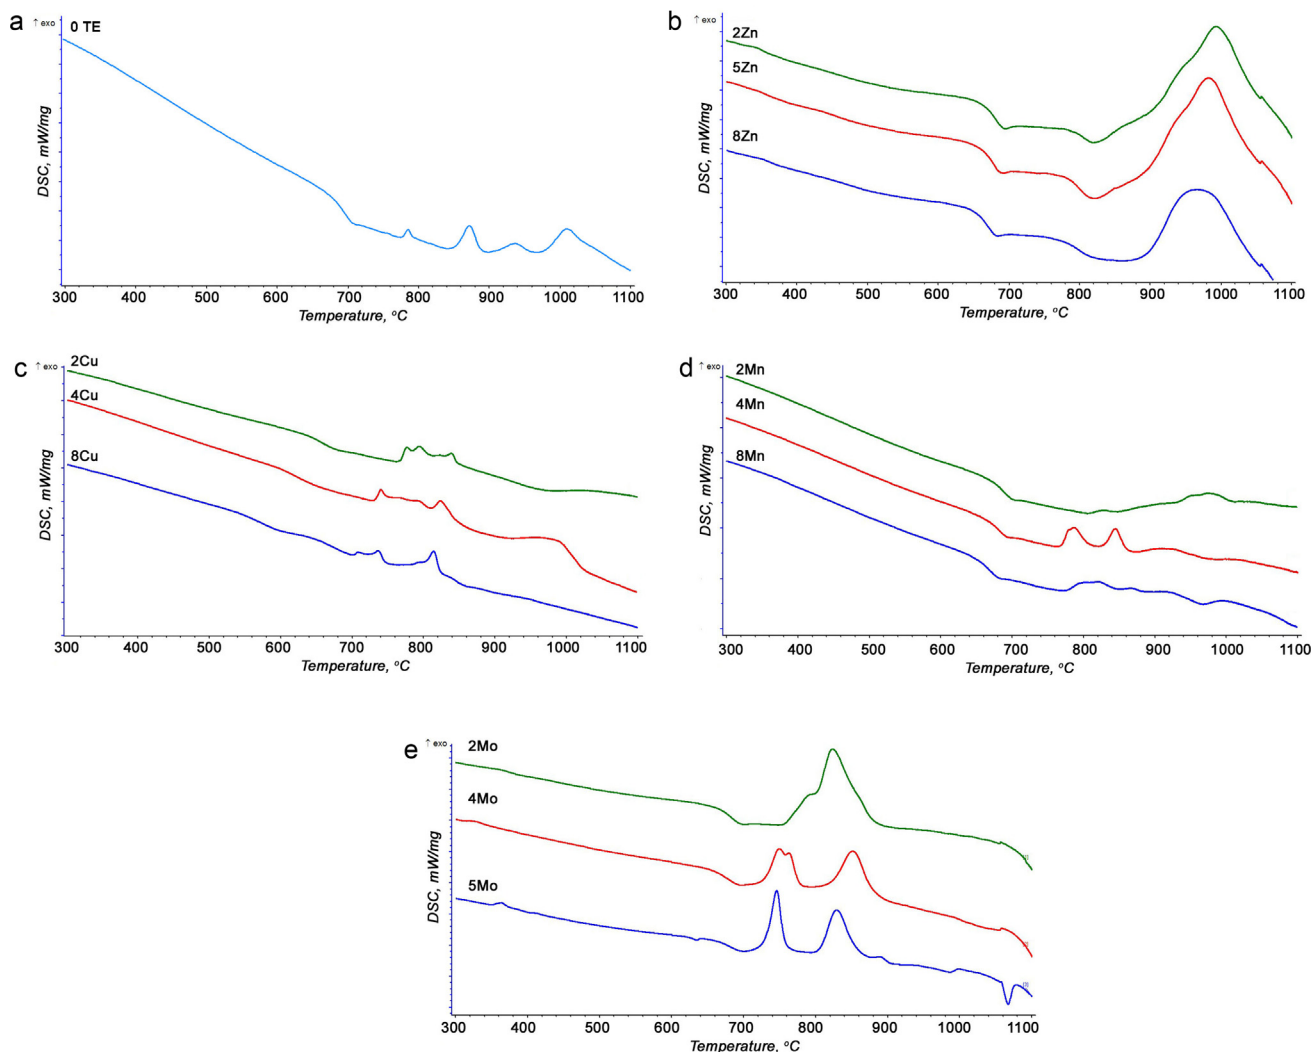 a
↑ exo
0 TE
DSC, mW/mg
300 400 500 600 700 800 900 1000 1100
Temperature, °C
b
↑ exo
2Zn
5Zn
8Zn
DSC, mW/mg
300 400 500 600 700 800 900 1000 1100
Temperature, °C
c
↑ exo
2Cu
4Cu
8Cu
DSC, mW/mg
300 400 500 600 700 800 900 1000 1100
Temperature, °C
d
↑ exo
2Mn
4Mn
8Mn
DSC, mW/mg
300 400 500 600 700 800 900 1000 1100
Temperature, °C
e
↑ exo
2Mo
4Mo
5Mo
DSC, mW/mg
300 400 500 600 700 800 900 1000 1100
Temperature, °C